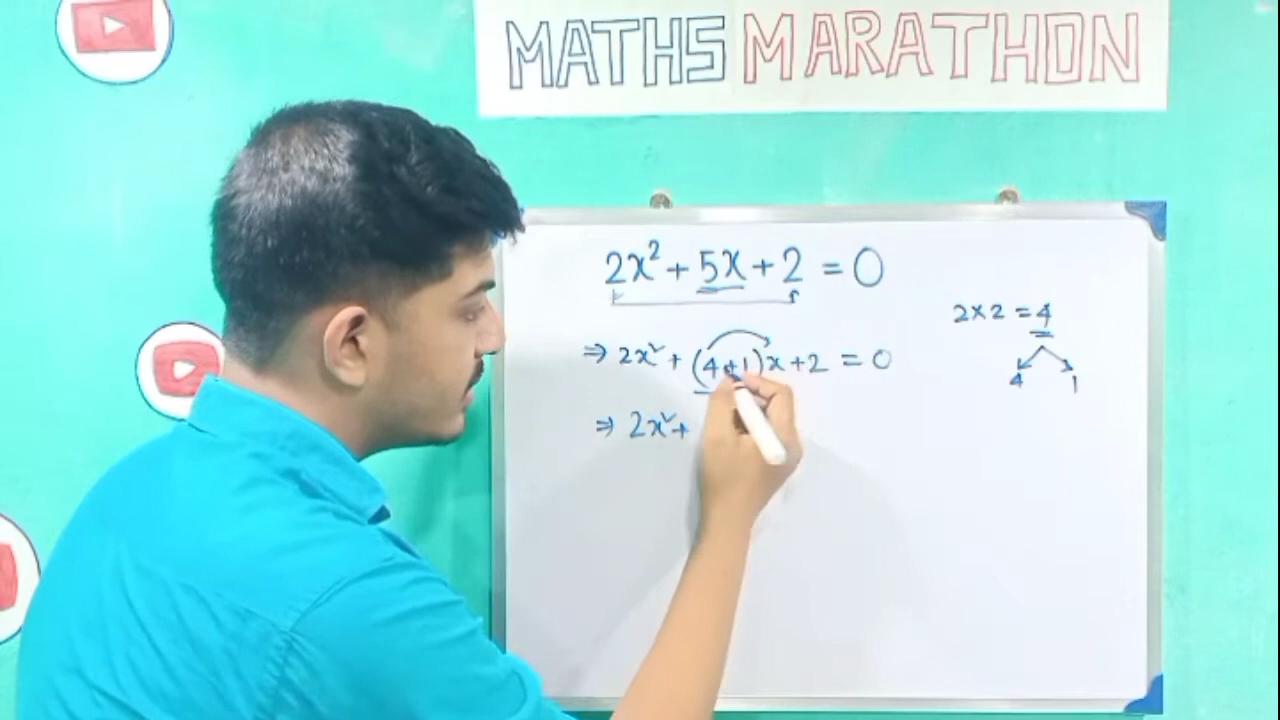 MATHS MARATHON
2x² + 5x + 2 = 0
2 × 2 = 4
⇒ 2x² + (4+1)x + 2 = 0
4 1
⇒ 2x² +